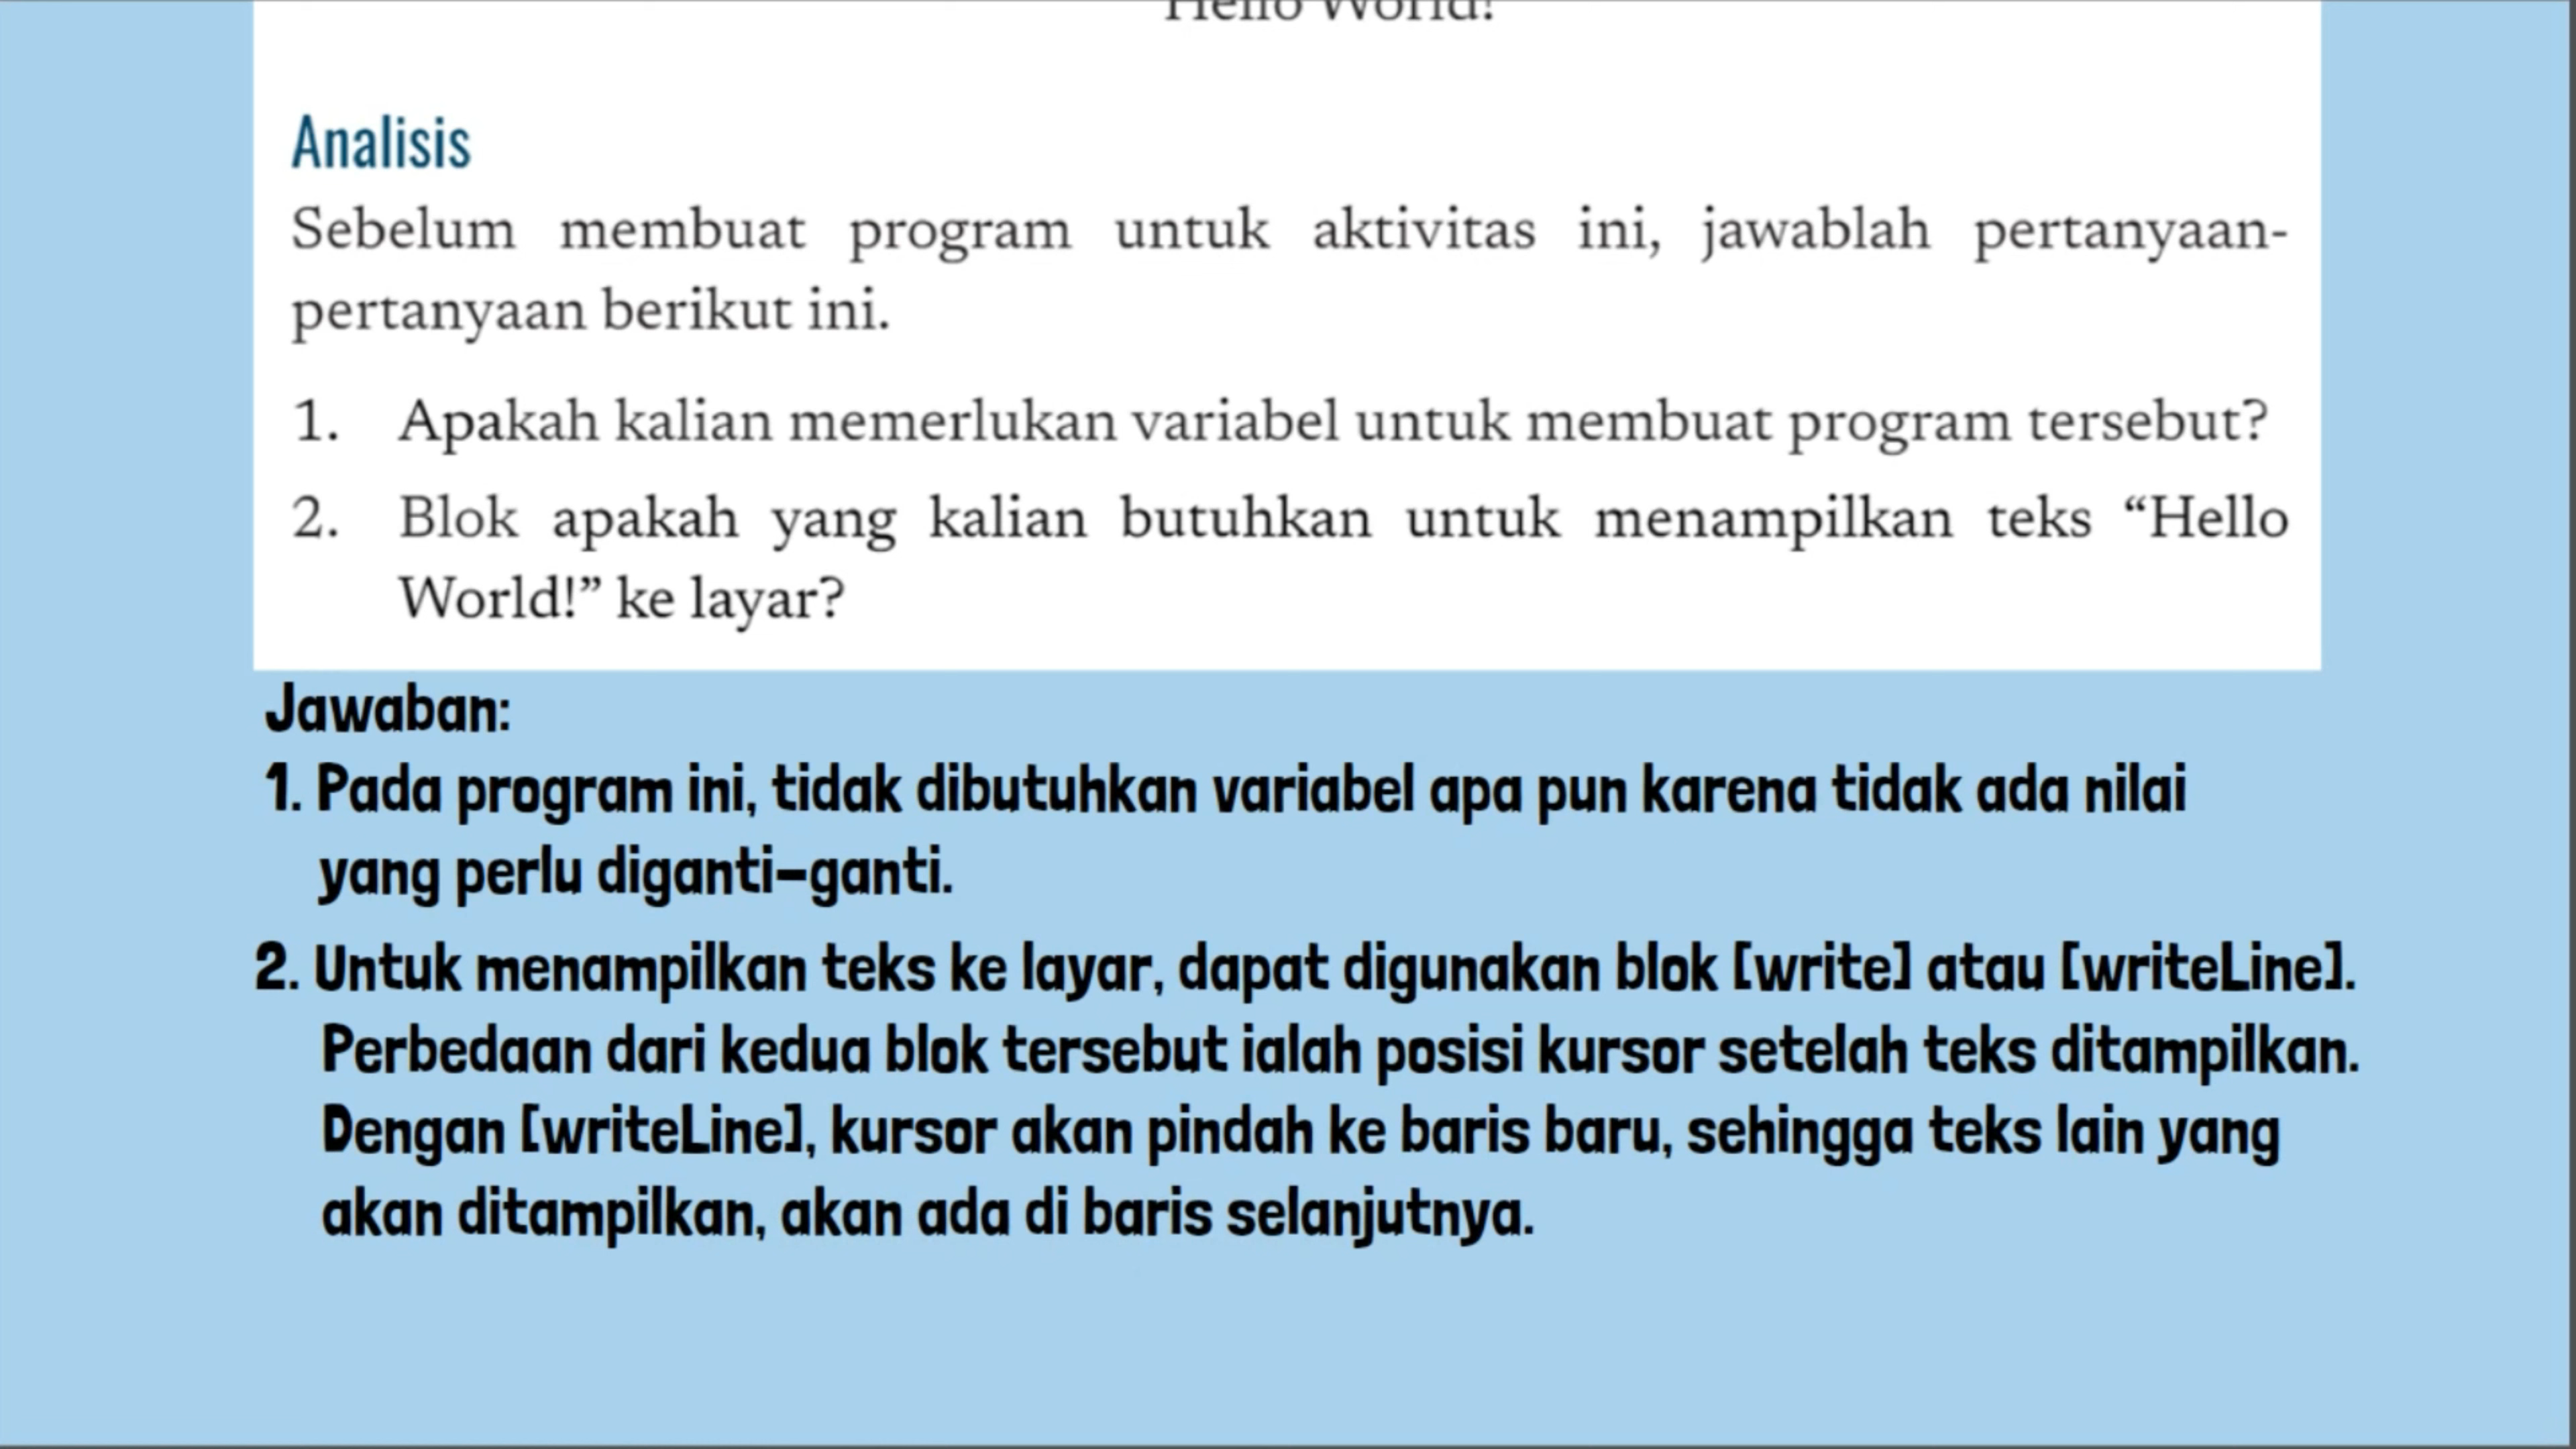 Hello World!
Analisis
Sebelum membuat program untuk aktivitas ini, jawablah pertanyaan-
pertanyaan berikut ini.
1. Apakah kalian memerlukan variabel untuk membuat program tersebut?
2. Blok apakah yang kalian butuhkan untuk menampilkan teks “Hello
World!” ke layar?
Jawaban:
1. Pada program ini, tidak dibutuhkan variabel apa pun karena tidak ada nilai
yang perlu diganti-ganti.
2. Untuk menampilkan teks ke layar, dapat digunakan blok [write] atau [writeLine].
Perbedaan dari kedua blok tersebut ialah posisi kursor setelah teks ditampilkan.
Dengan [writeLine], kursor akan pindah ke baris baru, sehingga teks lain yang
akan ditampilkan, akan ada di baris selanjutnya.